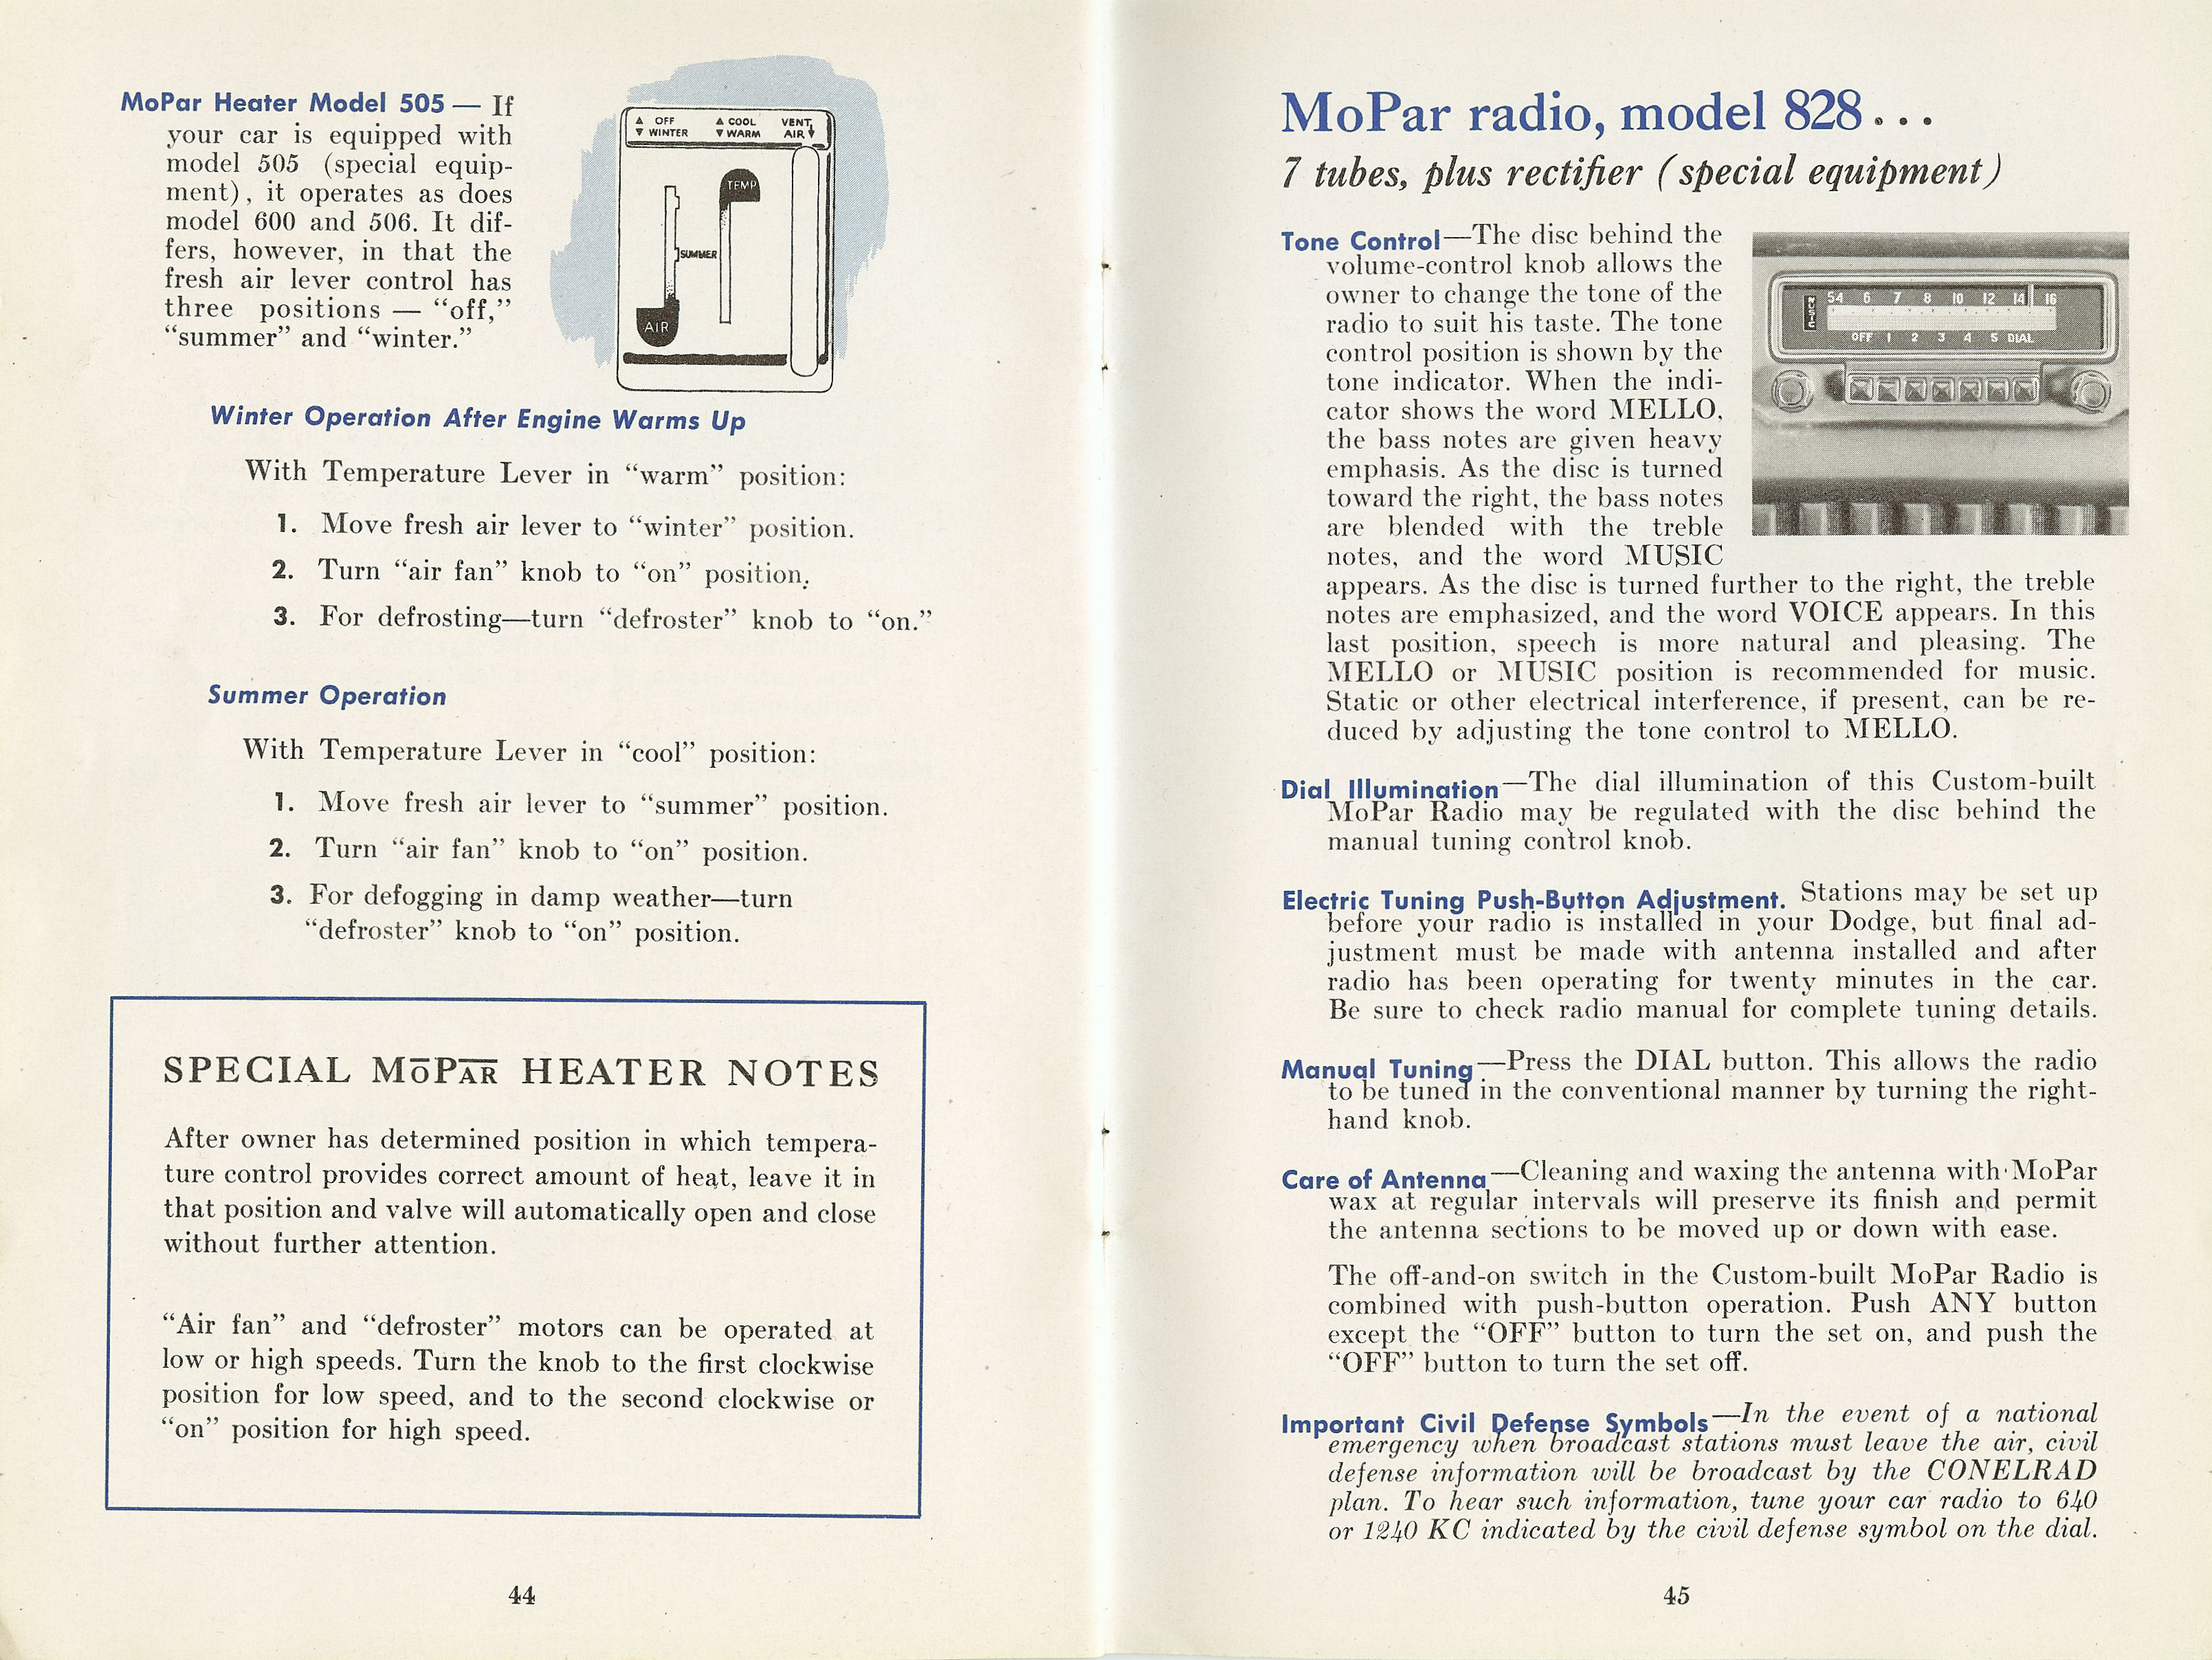 MoPar Heater Model 505 — If
your car is equipped with
model 505 (special equip-
ment), it operates as does
model 600 and 506. It dif-
fers, however, in that the
fresh air lever control has
three positions — “off,”
“summer” and “winter.”
▲ OFF
▼ WINTER
▲ COOL
▼ WARM
VENT.
AIR
TEMP
SUMMER
AIR
Winter Operation After Engine Warms Up
With Temperature Lever in “warm” position:
1. Move fresh air lever to “winter” position.
2. Turn “air fan” knob to “on” position.
3. For defrosting—turn “defroster” knob to “on.”
Summer Operation
With Temperature Lever in “cool” position:
1. Move fresh air lever to “summer” position.
2. Turn “air fan” knob to “on” position.
3. For defogging in damp weather—turn
“defroster” knob to “on” position.
SPECIAL MOPAR HEATER NOTES
After owner has determined position in which tempera-
ture control provides correct amount of heat, leave it in
that position and valve will automatically open and close
without further attention.
“Air fan” and “defroster” motors can be operated at
low or high speeds. Turn the knob to the first clockwise
position for low speed, and to the second clockwise or
“on” position for high speed.
44
MoPar radio, model 828...
7 tubes, plus rectifier (special equipment)
Tone Control—The disc behind the
volume-control knob allows the
owner to change the tone of the
radio to suit his taste. The tone
control position is shown by the
tone indicator. When the indi-
cator shows the word MELLO,
the bass notes are given heavy
emphasis. As the disc is turned
toward the right, the bass notes
are blended with the treble
notes, and the word MUSIC
appears. As the disc is turned further to the right, the treble
notes are emphasized, and the word VOICE appears. In this
last position, speech is more natural and pleasing. The
MELLO or MUSIC position is recommended for music.
Static or other electrical interference, if present, can be re-
duced by adjusting the tone control to MELLO.
MUSIC
54 6 7 8 10 12 14 16
OFF 1 2 3 4 5 DIAL
Dial Illumination—The dial illumination of this Custom-built
MoPar Radio may be regulated with the disc behind the
manual tuning control knob.
Electric Tuning Push-Button Adjustment. Stations may be set up
before your radio is installed in your Dodge, but final ad-
justment must be made with antenna installed and after
radio has been operating for twenty minutes in the car.
Be sure to check radio manual for complete tuning details.
Manual Tuning—Press the DIAL button. This allows the radio
to be tuned in the conventional manner by turning the right-
hand knob.
Care of Antenna—Cleaning and waxing the antenna with MoPar
wax at regular intervals will preserve its finish and permit
the antenna sections to be moved up or down with ease.
The off-and-on switch in the Custom-built MoPar Radio is
combined with push-button operation. Push ANY button
except the “OFF” button to turn the set on, and push the
“OFF” button to turn the set off.
Important Civil Defense Symbols—In the event of a national
emergency when broadcast stations must leave the air, civil
defense information will be broadcast by the CONELRAD
plan. To hear such information, tune your car radio to 640
or 1240 KC indicated by the civil defense symbol on the dial.
45